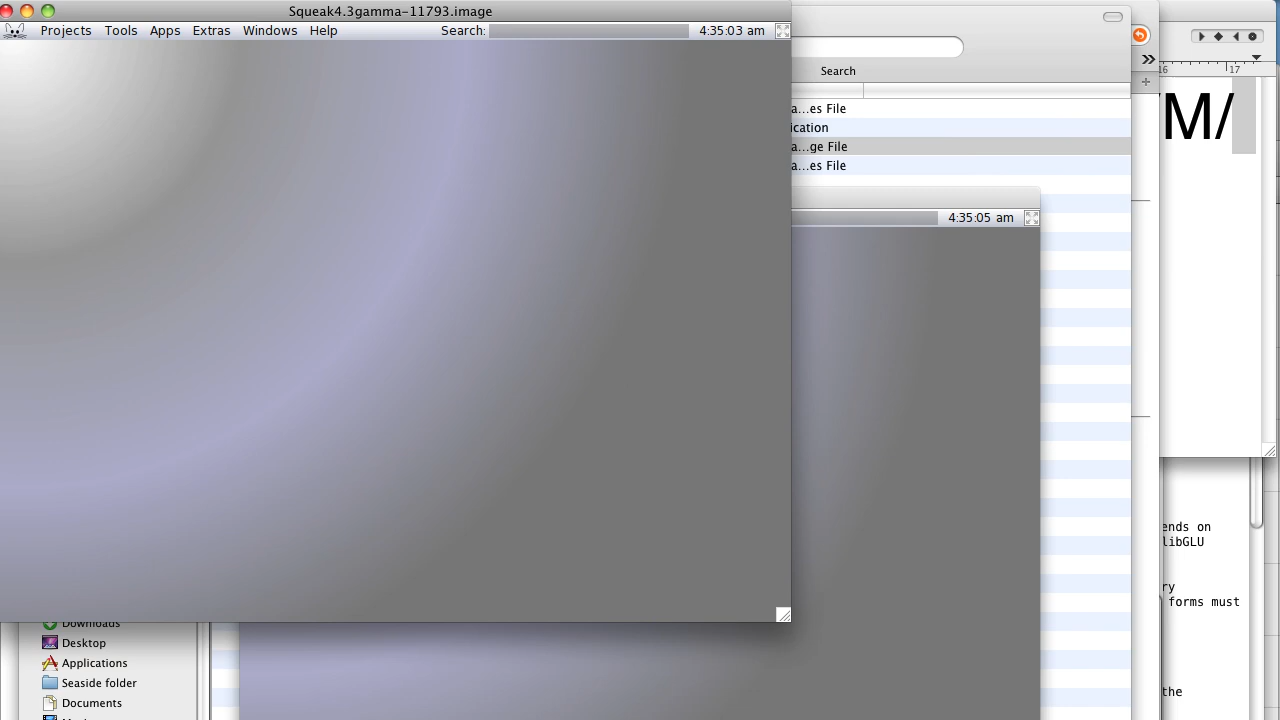 Squeak4.3gamma-11793.image
Projects Tools Apps Extras Windows Help Search: 4:35:03 am
Search
16 17
a...es File
ication
a...ge File
a...es File
M/
4:35:05 am
ends on
libGLU
ry
forms must
the
Downloads
Desktop
Applications
Seaside folder
Documents